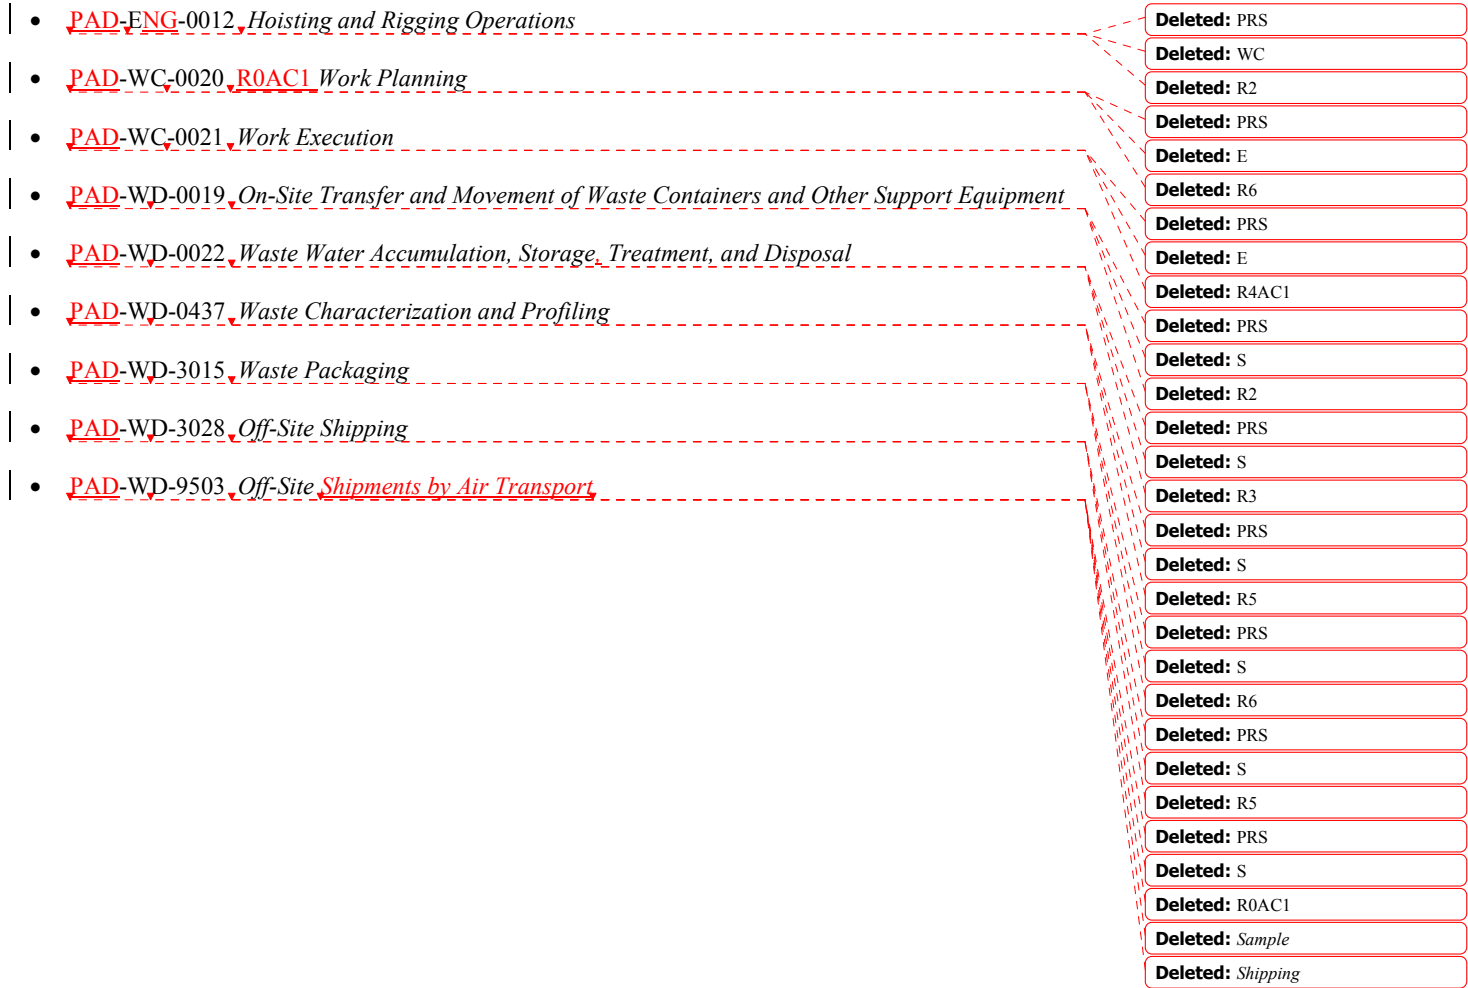 • PAD-ENG-0012 Hoisting and Rigging Operations
• PAD-WC-0020 R0AC1 Work Planning
• PAD-WC-0021 Work Execution
• PAD-WD-0019 On-Site Transfer and Movement of Waste Containers and Other Support Equipment
• PAD-WD-0022 Waste Water Accumulation, Storage, Treatment, and Disposal
• PAD-WD-0437 Waste Characterization and Profiling
• PAD-WD-3015 Waste Packaging
• PAD-WD-3028 Off-Site Shipping
• PAD-WD-9503 Off-Site Shipments by Air Transport
Deleted: PRS
Deleted: WC
Deleted: R2
Deleted: PRS
Deleted: E
Deleted: R6
Deleted: PRS
Deleted: E
Deleted: R4AC1
Deleted: PRS
Deleted: S
Deleted: R2
Deleted: PRS
Deleted: S
Deleted: R3
Deleted: PRS
Deleted: S
Deleted: R5
Deleted: PRS
Deleted: S
Deleted: R6
Deleted: PRS
Deleted: S
Deleted: R5
Deleted: PRS
Deleted: S
Deleted: R0AC1
Deleted: Sample
Deleted: Shipping